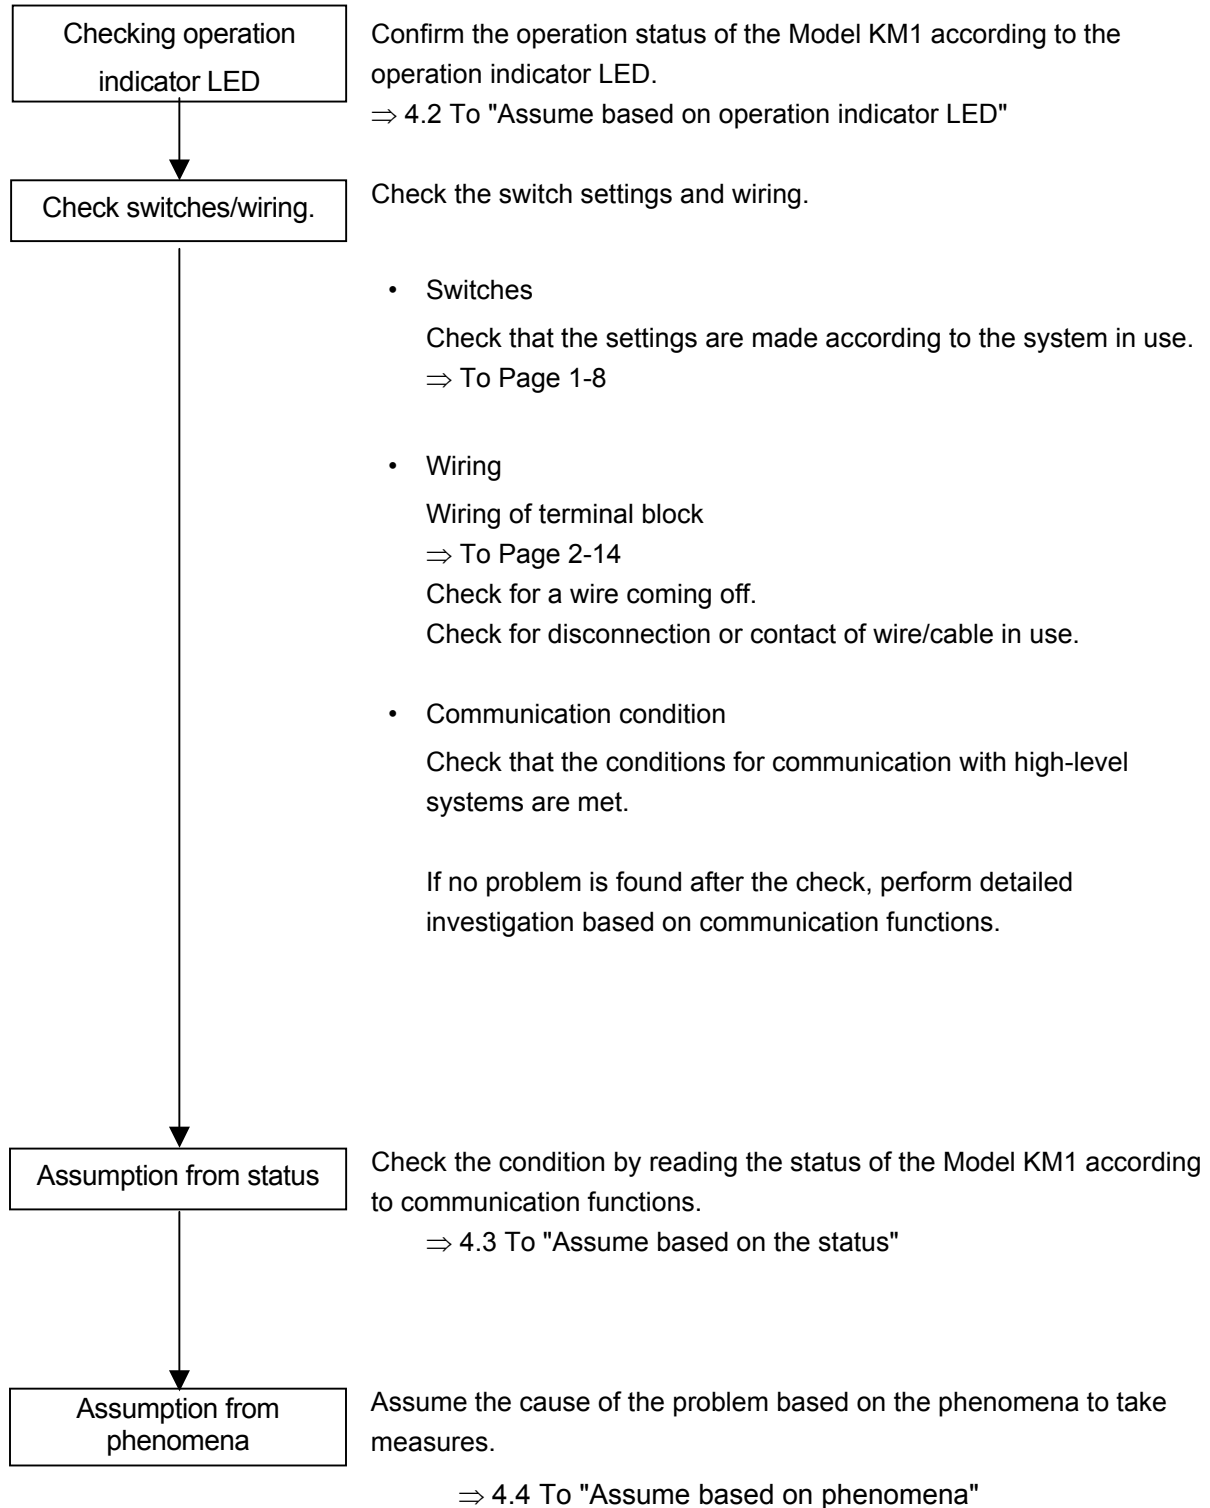 Checking operation
indicator LED
Confirm the operation status of the Model KM1 according to the
operation indicator LED.
⇒ 4.2 To "Assume based on operation indicator LED"
Check switches/wiring.
Check the switch settings and wiring.
• Switches
Check that the settings are made according to the system in use.
⇒ To Page 1-8
• Wiring
Wiring of terminal block
⇒ To Page 2-14
Check for a wire coming off.
Check for disconnection or contact of wire/cable in use.
• Communication condition
Check that the conditions for communication with high-level
systems are met.
If no problem is found after the check, perform detailed
investigation based on communication functions.
Assumption from status
Check the condition by reading the status of the Model KM1 according
to communication functions.
⇒ 4.3 To "Assume based on the status"
Assumption from
phenomena
Assume the cause of the problem based on the phenomena to take
measures.
⇒ 4.4 To "Assume based on phenomena"